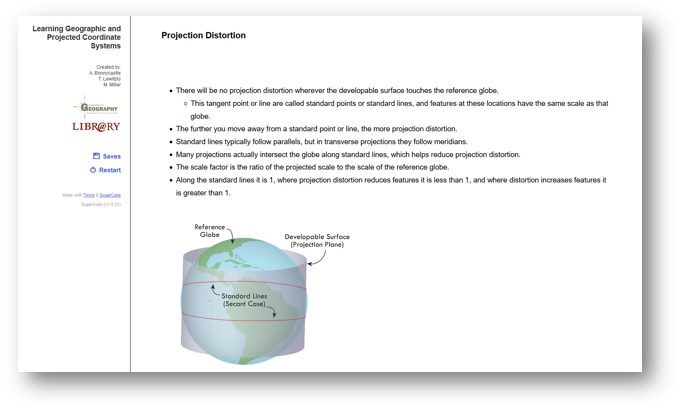 Learning Geographic and
Projected Coordinate
Systems
Created by:
A. Bonnycastle
T. Lewitzky
M. Miller
GEOGRAPHY
LIBR@RY
Saves
Restart
Made with Twine & SugarCube
Projection Distortion
• There will be no projection distortion wherever the developable surface touches the reference globe.
○ This tangent point or line are called standard points or standard lines, and features at these locations have the same scale as that
globe.
• The further you move away from a standard point or line, the more projection distortion.
• Standard lines typically follow parallels, but in transverse projections they follow meridians.
• Many projections actually intersect the globe along standard lines, which helps reduce projection distortion.
• The scale factor is the ratio of the projected scale to the scale of the reference globe.
• Along the standard lines it is 1, where projection distortion reduces features it is less than 1, and where distortion increases features it
is greater than 1.
Reference
Globe
Developable Surface
(Projection Plane)
Standard Lines
(Secant Case)